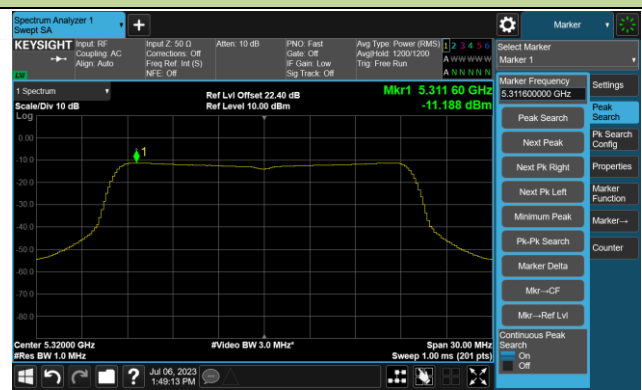 Spectrum Analyzer 1
Swept SA
+
Marker
KEYSIGHT
Input: RF
Coupling: AC
Align: Auto
Input Z: 50 Ω
Corrections: Off
Freq Ref: Int (S)
NFE: Off
Atten: 10 dB
PNO: Fast
Gate: Off
IF Gain: Low
Sig Track: Off
Avg Type: Power (RMS)
Avg|Hold: 1200/1200
Trig: Free Run
1 2 3 4 5 6
A W W W W W
A N N N N N
LW
Select Marker
Marker 1
1 Spectrum
Scale/Div 10 dB
Log
Ref Lvl Offset 22.40 dB
Ref Level 10.00 dBm
Mkr1 5.311 60 GHz
-11.188 dBm
Marker Frequency
5.311600000 GHz
Settings
Peak Search
Peak
Search
Next Peak
Pk Search
Config
Next Pk Right
Properties
Next Pk Left
Marker
Function
Minimum Peak
Marker→
Pk-Pk Search
Counter
Marker Delta
Mkr→CF
Mkr→Ref Lvl
Continuous Peak
Search
On
Off
1
0.00
-10.0
-20.0
-30.0
-40.0
-50.0
-60.0
-70.0
-80.0
Center 5.32000 GHz
#Res BW 1.0 MHz
#Video BW 3.0 MHz*
Span 30.00 MHz
Sweep 1.00 ms (201 pts)
?
Jul 06, 2023
1:49:13 PM